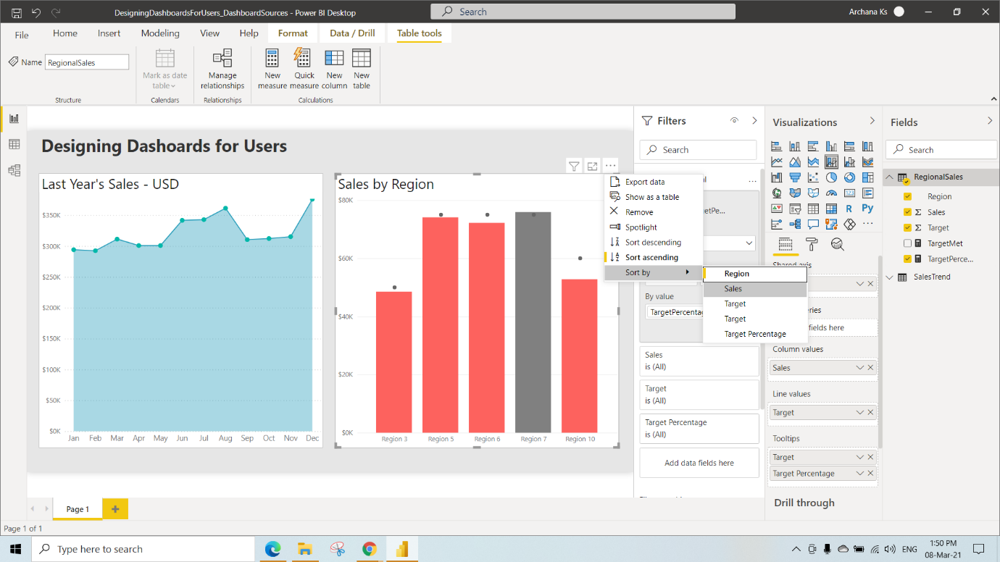 DesigningDashboardsForUsers_DashboardSources - Power BI Desktop
Search
Archana Ks
File
Home
Insert
Modeling
View
Help
Format
Data / Drill
Table tools
Name
RegionalSales
Mark as date
table
New
measure
Quick
measure
New
column
New
table
Manage
relationships
Structure
Calendars
Relationships
Calculations
Designing Dashoards for Users
Last Year's Sales - USD
$350K
$300K
$250K
$200K
$150K
$100K
$50K
$0K
Jan Feb Mar Apr May Jun Jul Aug Sep Oct Nov Dec
Sales by Region
$80K
$60K
$40K
$20K
$0K
Region 3 Region 5 Region 6 Region 7 Region 10
Export data
Show as a table
Remove
Spotlight
Sort descending
Sort ascending
Sort by
Region
Sales
Target
Target
Target Percentage
Filters
Search
By value
TargetPercentag
Sales
is (All)
Target
is (All)
Target Percentage
is (All)
Add data fields here
Visualizations
R
Py
Shared axis
fields here
Column values
Sales
Line values
Target
Tooltips
Target
Target Percentage
Drill through
Fields
Search
RegionalSales
Region
Sales
Target
TargetMet
TargetPerce...
SalesTrend
Page 1
Page 1 of 1
Type here to search
ENG
1:50 PM
08-Mar-21